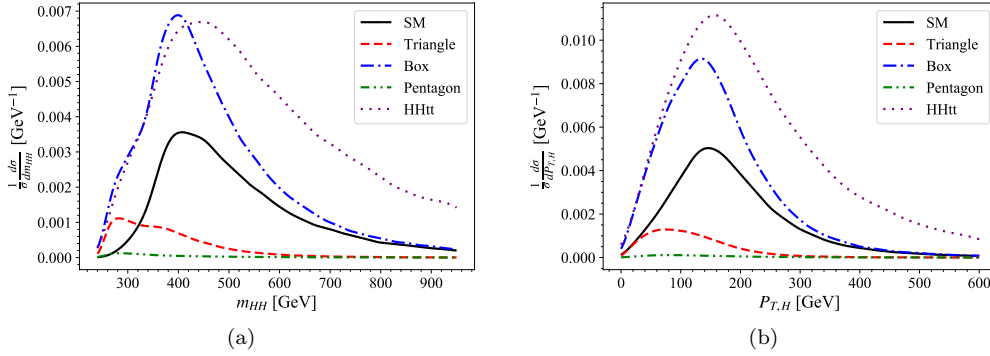 0.007
0.006
0.005
0.004
0.003
0.002
0.001
0.000
1/σ dσ/dm_HH [GeV⁻¹]
SM
Triangle
Box
Pentagon
HHtt
300 400 500 600 700 800 900
m_HH [GeV]
(a)
0.010
0.008
0.006
0.004
0.002
0.000
1/σ dσ/dP_T,H [GeV⁻¹]
SM
Triangle
Box
Pentagon
HHtt
0 100 200 300 400 500 600
P_T,H [GeV]
(b)